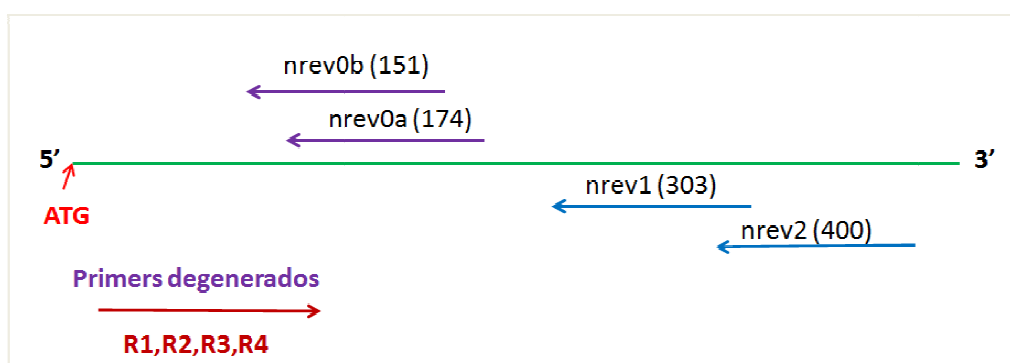 nrev0b (151)
nrev0a (174)
5’
3’
nrev1 (303)
ATG
nrev2 (400)
Primers degenerados
R1,R2,R3,R4